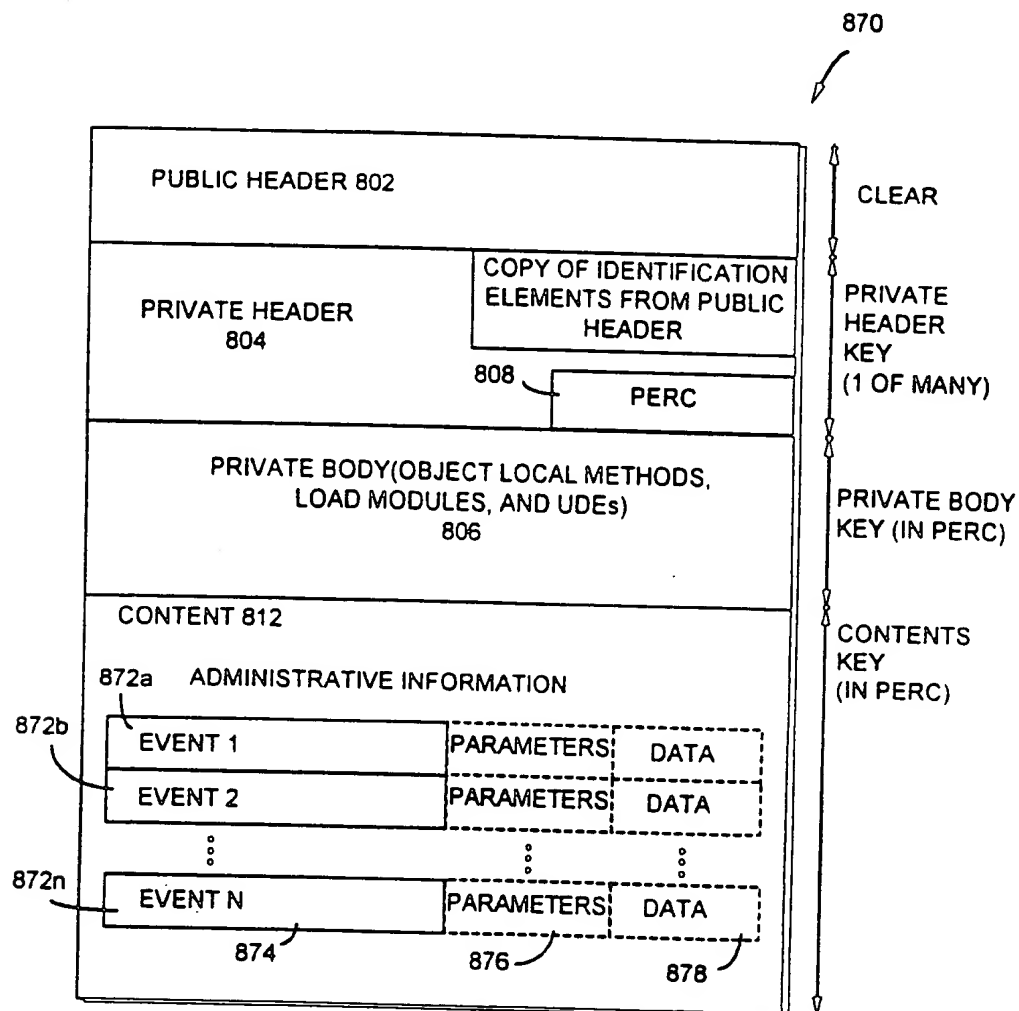 870
PUBLIC HEADER 802
CLEAR
PRIVATE HEADER
804
COPY OF IDENTIFICATION
ELEMENTS FROM PUBLIC
HEADER
808
PERC
PRIVATE
HEADER
KEY
(1 OF MANY)
PRIVATE BODY(OBJECT LOCAL METHODS,
LOAD MODULES, AND UDEs)
806
PRIVATE BODY
KEY (IN PERC)
CONTENT 812
CONTENTS
KEY
(IN PERC)
ADMINISTRATIVE INFORMATION
872a
EVENT 1 PARAMETERS DATA
872b
EVENT 2 PARAMETERS DATA
872n
EVENT N PARAMETERS DATA
874 876 878